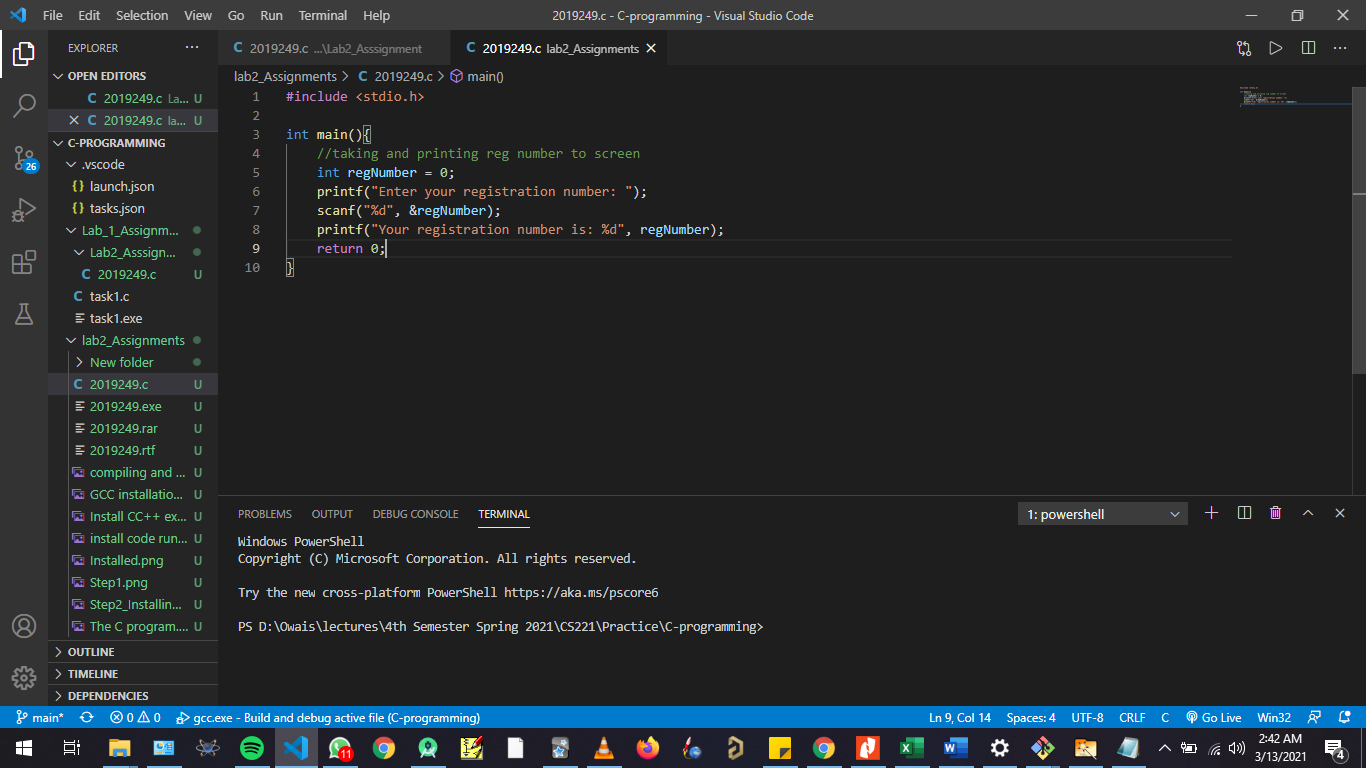 File Edit Selection View Go Run Terminal Help 2019249.c - C-programming - Visual Studio Code
EXPLORER ...
OPEN EDITORS
2019249.c La... U
2019249.c la... U
C-PROGRAMMING
.vscode
{} launch.json
{} tasks.json
Lab_1_Assignm...
Lab2_Asssign...
C 2019249.c U
C task1.c
task1.exe
lab2_Assignments
New folder
C 2019249.c U
2019249.exe U
2019249.rar U
2019249.rtf U
compiling and ... U
GCC installatio... U
Install CC++ ex... U
install code run... U
Installed.png U
Step1.png U
Step2_Installin... U
The C program.... U
OUTLINE
TIMELINE
DEPENDENCIES
26
C 2019249.c ...\Lab2_Asssignment C 2019249.c lab2_Assignments
lab2_Assignments > C 2019249.c > main()
1 #include <stdio.h>
2
3 int main(){
4 //taking and printing reg number to screen
5 int regNumber = 0;
6 printf("Enter your registration number: ");
7 scanf("%d", &regNumber);
8 printf("Your registration number is: %d", regNumber);
9 return 0;
10 }
PROBLEMS OUTPUT DEBUG CONSOLE TERMINAL 1: powershell
Windows PowerShell
Copyright (C) Microsoft Corporation. All rights reserved.
Try the new cross-platform PowerShell https://aka.ms/pscore6
PS D:\Owais\lectures\4th Semester Spring 2021\CS221\Practice\C-programming>
main* 0 0 gcc.exe - Build and debug active file (C-programming) Ln 9, Col 14 Spaces: 4 UTF-8 CRLF C Go Live Win32
11
2:42 AM
3/13/2021
4